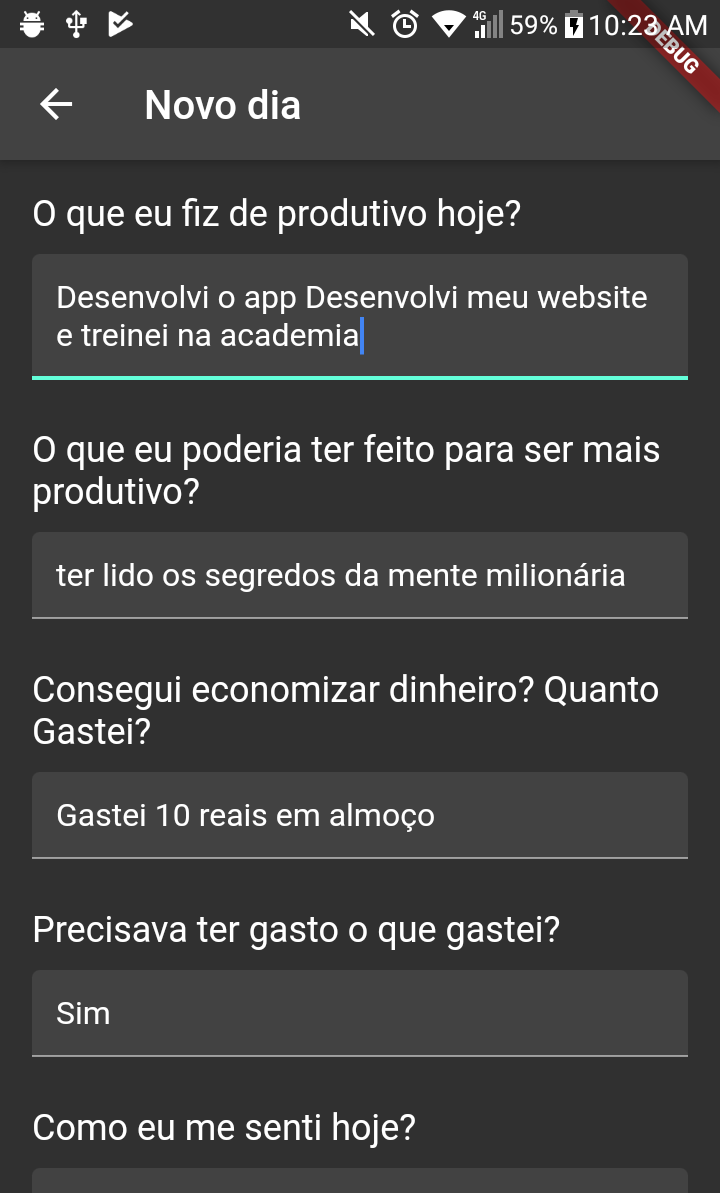 4G 59% 10:23 AM
DEBUG
Novo dia
O que eu fiz de produtivo hoje?
Desenvolvi o app Desenvolvi meu website
e treinei na academia
O que eu poderia ter feito para ser mais
produtivo?
ter lido os segredos da mente milionária
Consegui economizar dinheiro? Quanto
Gastei?
Gastei 10 reais em almoço
Precisava ter gasto o que gastei?
Sim
Como eu me senti hoje?